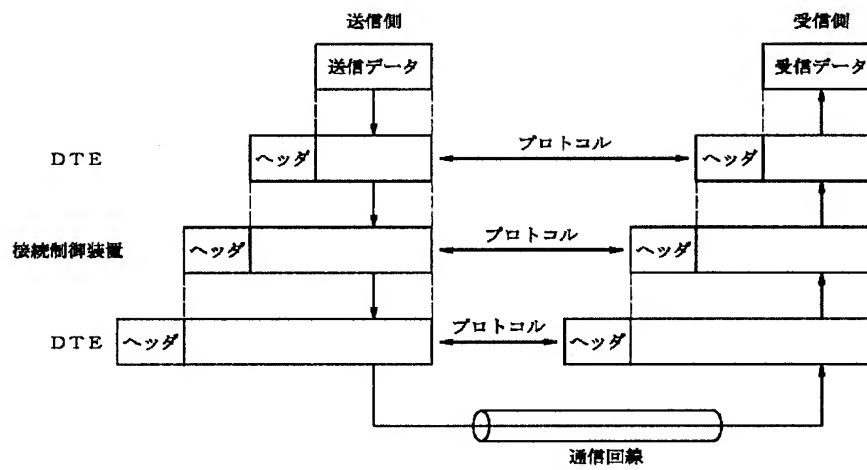 送信側 受信側
送信データ 受信データ
DTE ヘッダ プロトコル ヘッダ
接続制御装置 ヘッダ プロトコル ヘッダ
DTE ヘッダ プロトコル ヘッダ
通信回線